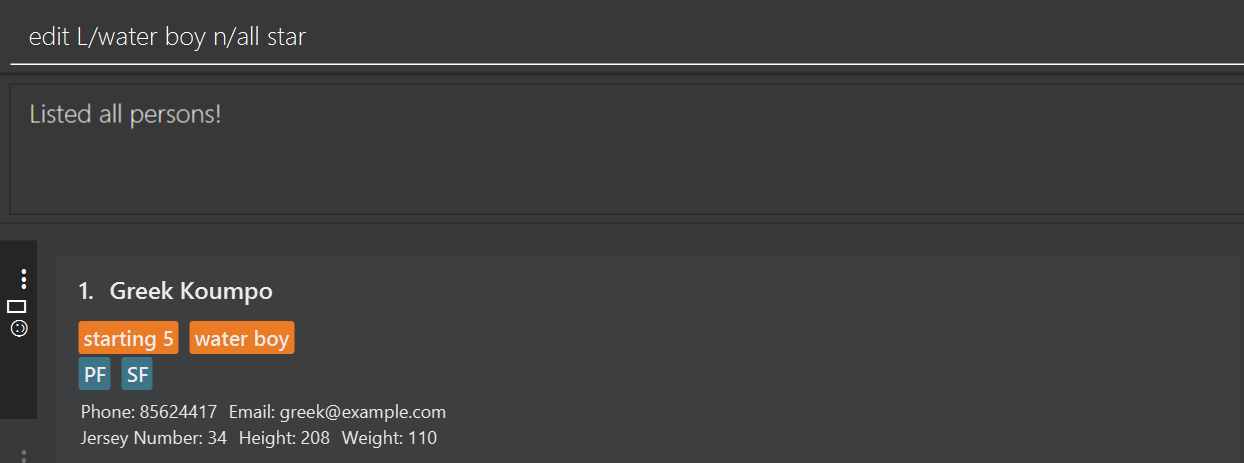 edit L/water boy n/all star
Listed all persons!
1. Greek Koumpo
starting 5 water boy
PF SF
Phone: 85624417 Email: greek@example.com
Jersey Number: 34 Height: 208 Weight: 110